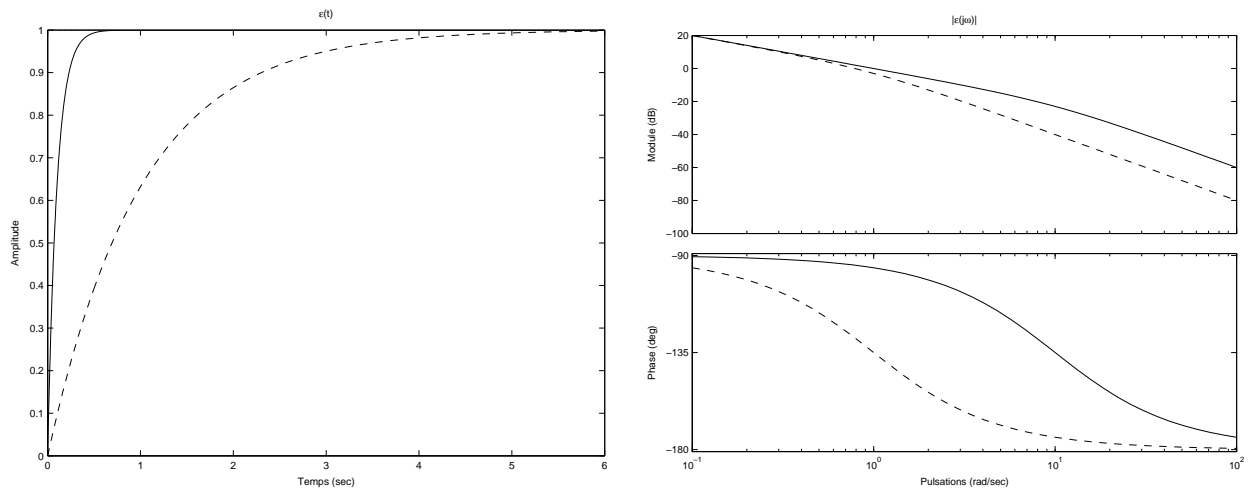 ε(t)
1
0.9
0.8
0.7
0.6
0.5
0.4
0.3
0.2
0.1
0
Amplitude
0 1 2 3 4 5 6
Temps (sec)
|ε(jω)|
20
0
−20
−40
−60
−80
−100
Module (dB)
−90
−135
−180
Phase (deg)
10^−1 10^0 10^1 10^2
Pulsations (rad/sec)